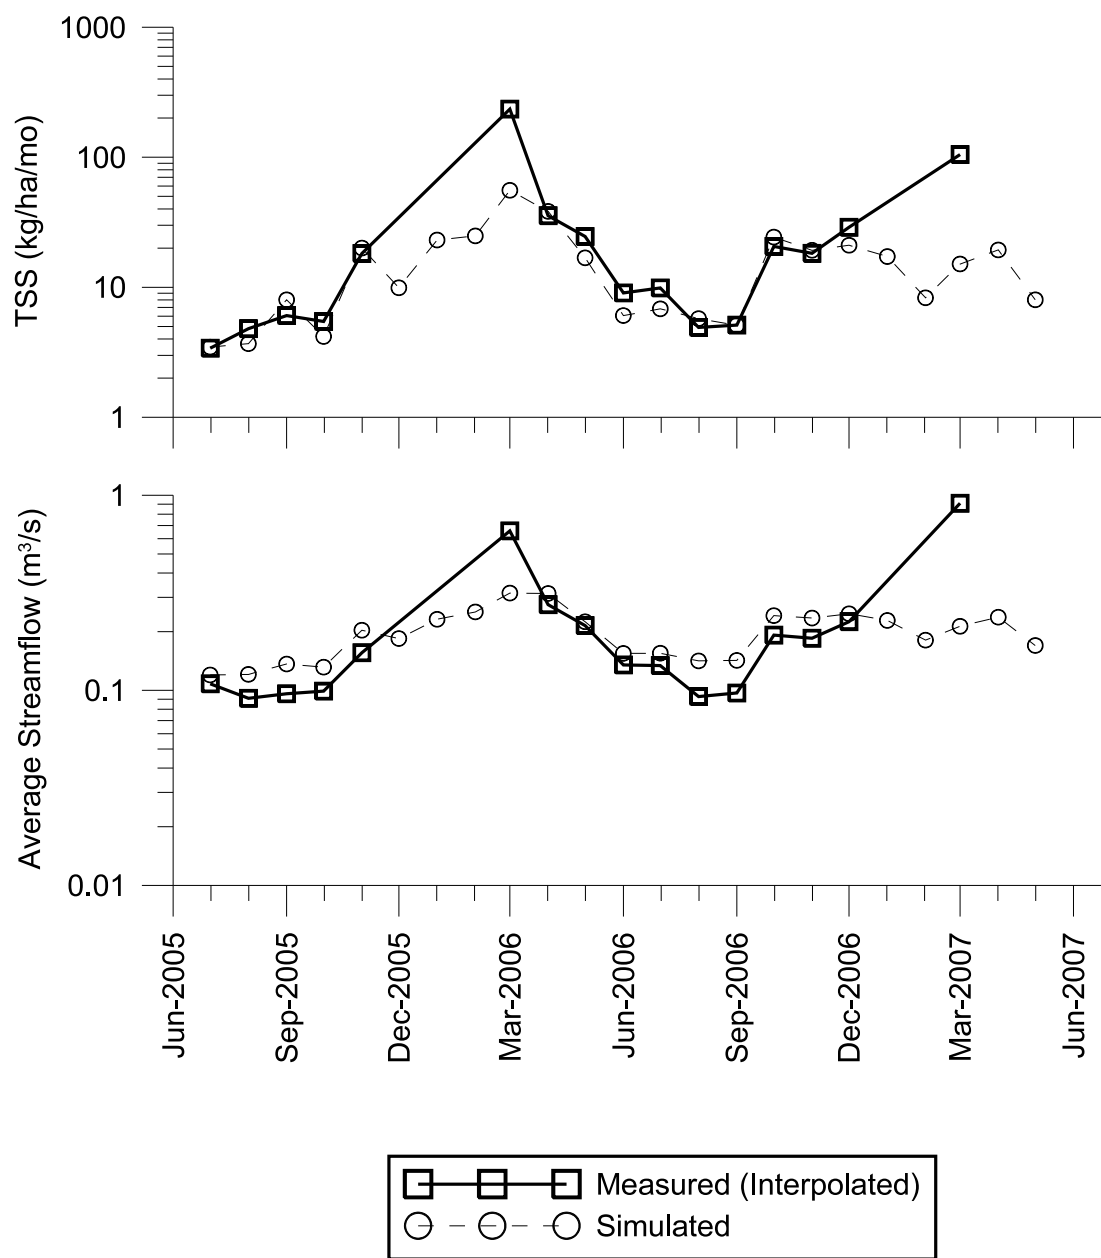 1000
100
10
1
TSS (kg/ha/mo)
1
0.1
0.01
Average Streamflow (m³/s)
Jun-2005
Sep-2005
Dec-2005
Mar-2006
Jun-2006
Sep-2006
Dec-2006
Mar-2007
Jun-2007
Measured (Interpolated)
Simulated